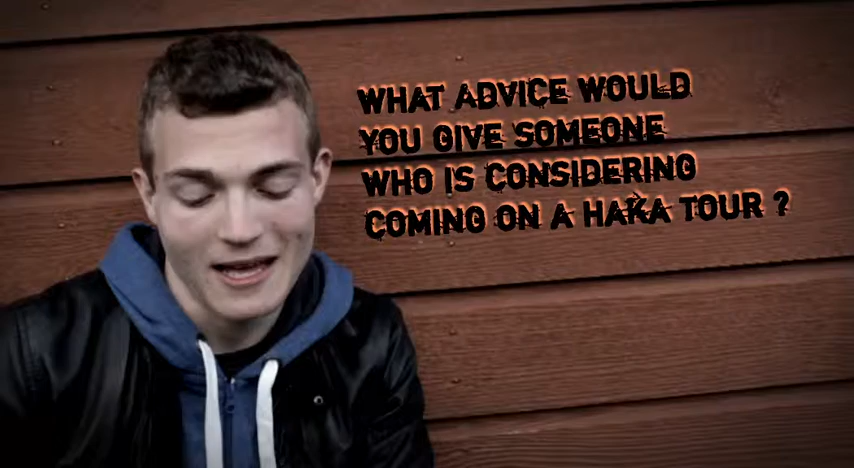 WHAT ADVICE WOULD
YOU GIVE SOMEONE
WHO IS CONSIDERING
COMING ON A HAKA TOUR ?